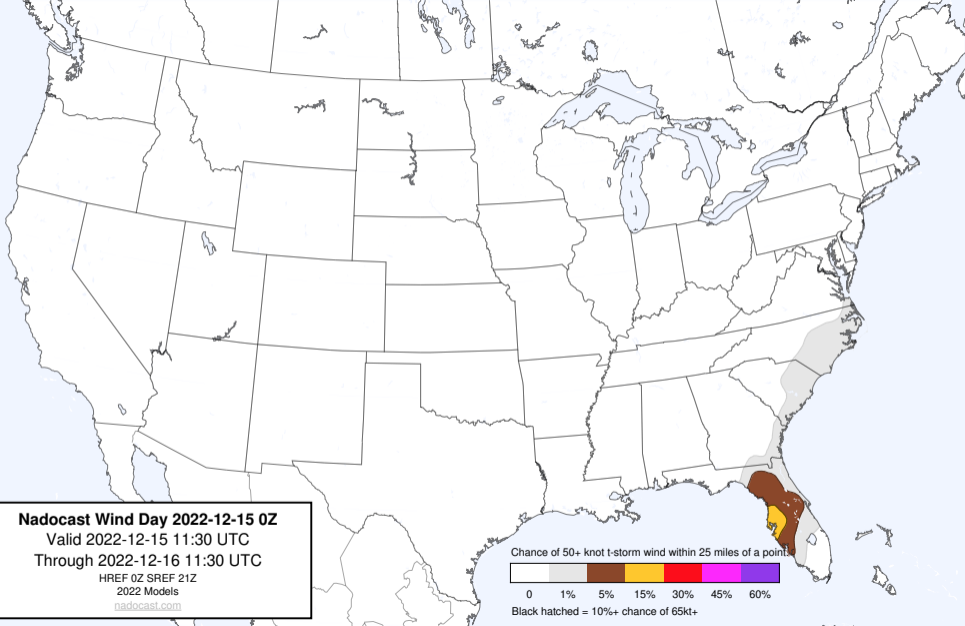 Nadocast Wind Day 2022-12-15 0Z
Valid 2022-12-15 11:30 UTC
Through 2022-12-16 11:30 UTC
HREF 0Z SREF 21Z
2022 Models
nadocast.com
Chance of 50+ knot t-storm wind within 25 miles of a point.
0 1% 5% 15% 30% 45% 60%
Black hatched = 10%+ chance of 65kt+